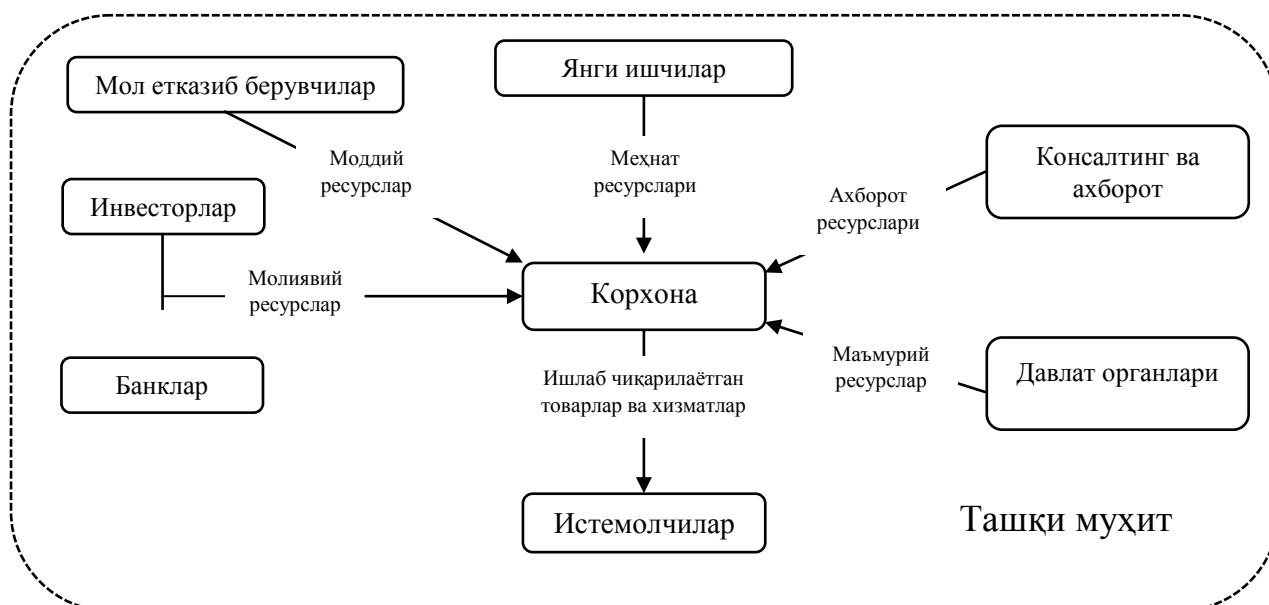 Янги ишчилар
Мол етказиб берувчилар
Моддий
ресурслар
Меҳнат
ресурслари
Консалтинг ва
ахборот
Ахборот
ресурслари
Инвесторлар
Молиявий
ресурслар
Корхона
Маъмурий
ресурслар
Давлат органлари
Банклар
Ишлаб чиқарилаётган
товарлар ва хизматлар
Истемолчилар
Ташқи муҳит